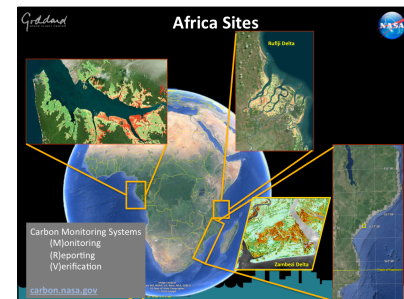 Goddard
Africa Sites
NASA
Rufiji Delta
Carbon Monitoring Systems
(M)onitoring
(R)eporting
(V)erification
carbon.nasa.gov
Zambezi Delta